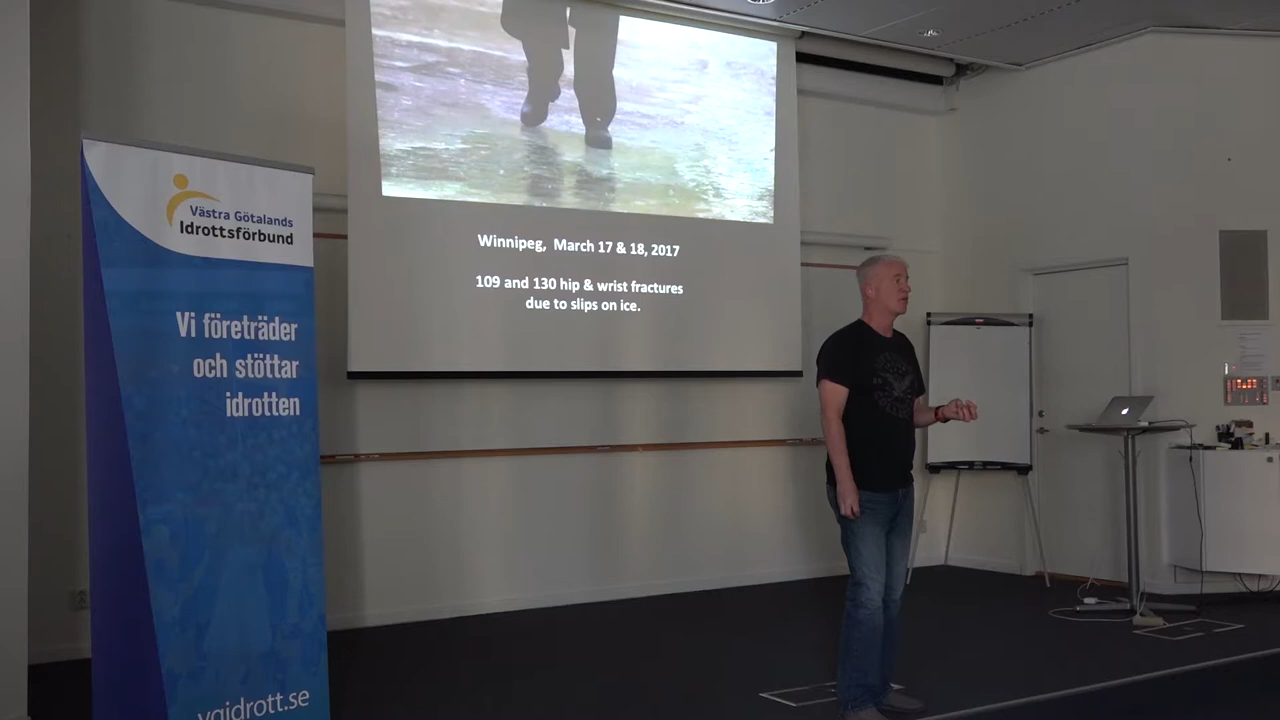 Västra Götalands
Idrottsförbund
Vi företräder
och stöttar
idrotten
vgidrott.se
Winnipeg, March 17 & 18, 2017
109 and 130 hip & wrist fractures
due to slips on ice.